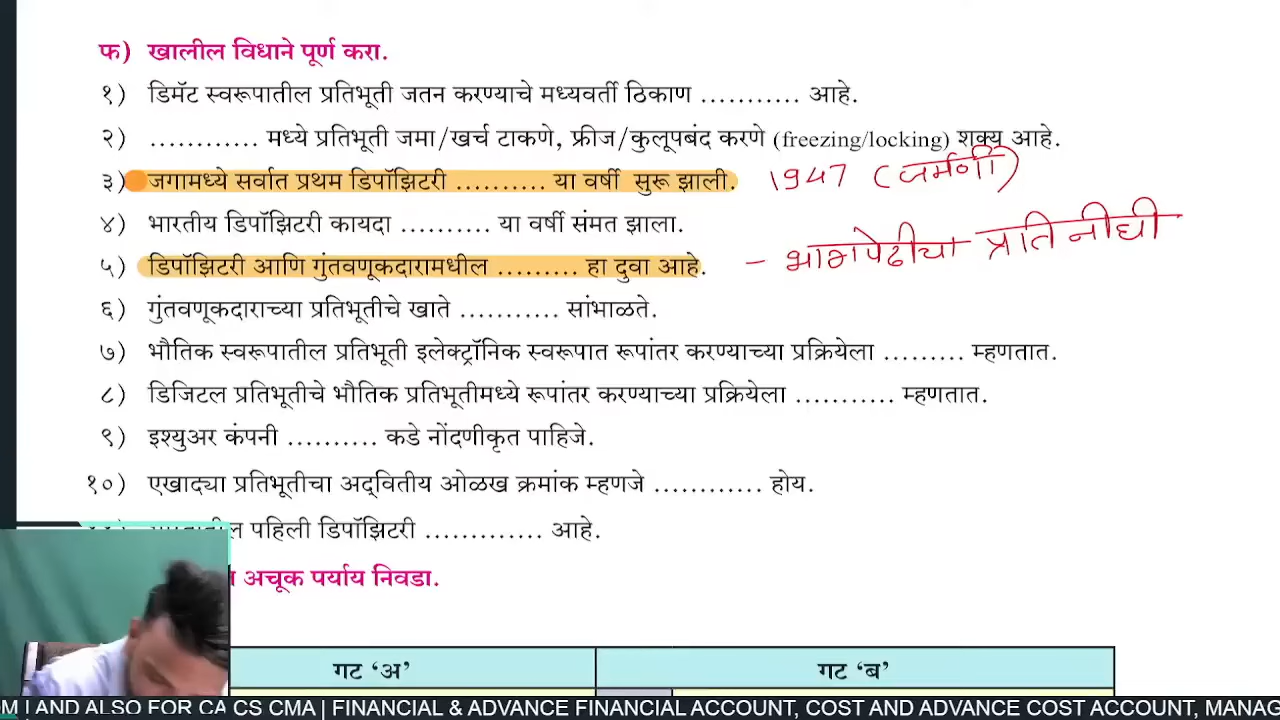 फ) खालील विधाने पूर्ण करा.
१) डिमॅट स्वरूपातील प्रतिभूती जतन करण्याचे मध्यवर्ती ठिकाण ........... आहे.
२) ............ मध्ये प्रतिभूती जमा/खर्च टाकणे, फ्रीज/कुलूपबंद करणे (freezing/locking) शक्य आहे.
३) जगामध्ये सर्वात प्रथम डिपॉझिटरी .......... या वर्षी सुरू झाली. १९४७ (जर्मनी)
४) भारतीय डिपॉझिटरी कायदा .......... या वर्षी संमत झाला.
५) डिपॉझिटरी आणि गुंतवणूकदारामधील ......... हा दुवा आहे. - भागपेढीचा प्रतिनीधी
६) गुंतवणूकदाराच्या प्रतिभूतीचे खाते ........... सांभाळते.
७) भौतिक स्वरूपातील प्रतिभूती इलेक्ट्रॉनिक स्वरूपात रूपांतर करण्याच्या प्रक्रियेला ......... म्हणतात.
८) डिजिटल प्रतिभूतीचे भौतिक प्रतिभूतीमध्ये रूपांतर करण्याच्या प्रक्रियेला ........... म्हणतात.
९) इश्युअर कंपनी .......... कडे नोंदणीकृत पाहिजे.
१०) एखाद्या प्रतिभूतीचा अद्वितीय ओळख क्रमांक म्हणजे ............ होय.
पहिली डिपॉझिटरी ............. आहे.
अचूक पर्याय निवडा.
गट ‘अ’ गट ‘ब’
OM | AND ALSO FOR CA CS CMA | FINANCIAL & ADVANCE FINANCIAL ACCOUNT, COST AND ADVANCE COST ACCOUNT, MANAG